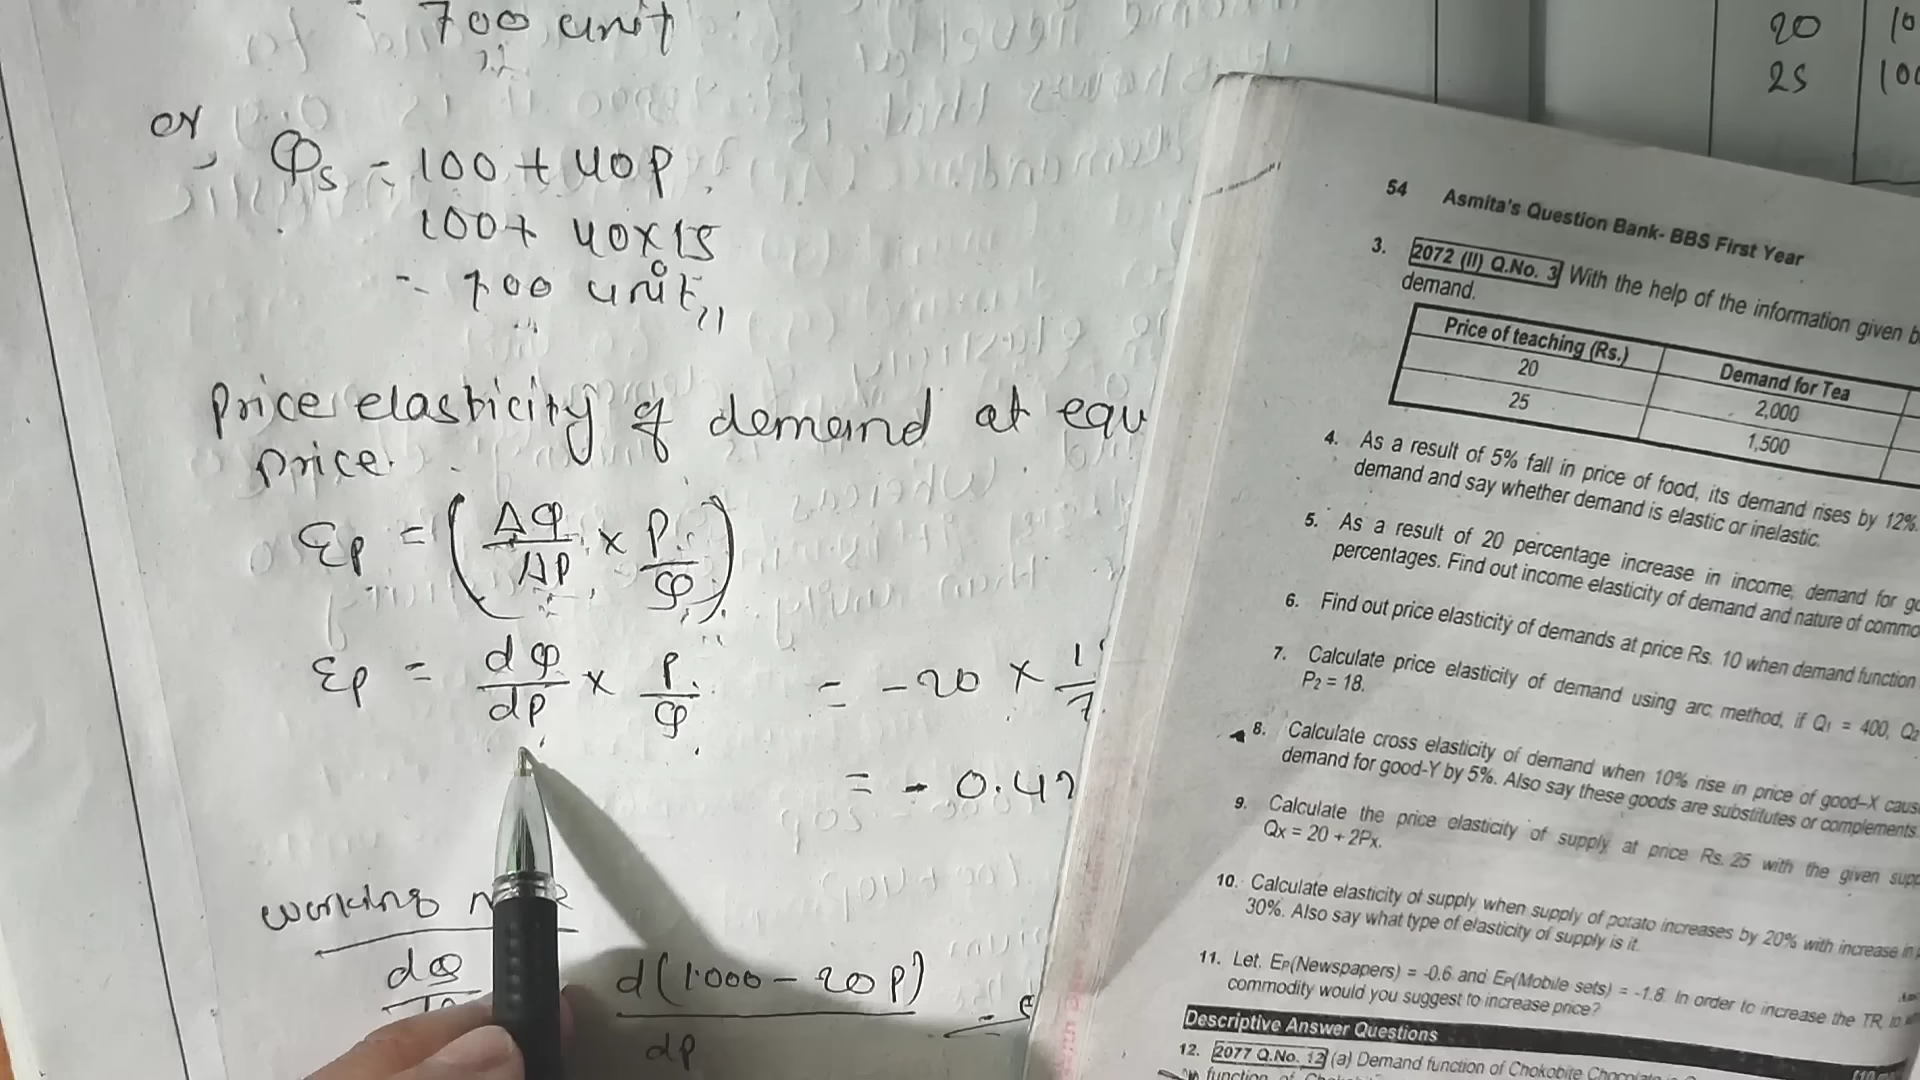 700 unit
or, Qs = 100 + 40P
100 + 40×15
= 700 unit
Price elasticity of demand at equ
price.
Ep = (ΔQ/ΔP × P/Q)
Ep = dQ/dP × P/Q = -20 ×
= - 0.42
working
dQ
d(1000 - 20P)
dp
20
25
54 Asmita's Question Bank- BBS First Year
3. 2072 (II) Q.No. 3 With the help of the information given
demand.
Price of teaching (Rs.) Demand for Tea
20 2,000
25 1,500
4. As a result of 5% fall in price of food, its demand rises by 12%.
demand and say whether demand is elastic or inelastic.
5. As a result of 20 percentage increase in income, demand for
percentages. Find out income elasticity of demand and nature of
6. Find out price elasticity of demands at price Rs. 10 when demand function
7. Calculate price elasticity of demand using arc method, if Q1 = 400, Q2
P2 = 18.
8. Calculate cross elasticity of demand when 10% rise in price of good-X
demand for good-Y by 5%. Also say these goods are substitutes or complements.
9. Calculate the price elasticity of supply at price Rs. 25 with the given
Qx = 20 + 2Px.
10. Calculate elasticity of supply when supply of potato increases by 20% with increase in
30%. Also say what type of elasticity of supply is it.
11. Let. EP(Newspapers) = -0.6 and EP(Mobile sets) = -1.8. In order to increase the TR, in
commodity would you suggest to increase price?
Descriptive Answer Questions
12. 2077 Q.No. 12 (a) Demand function of Chokobite
function of